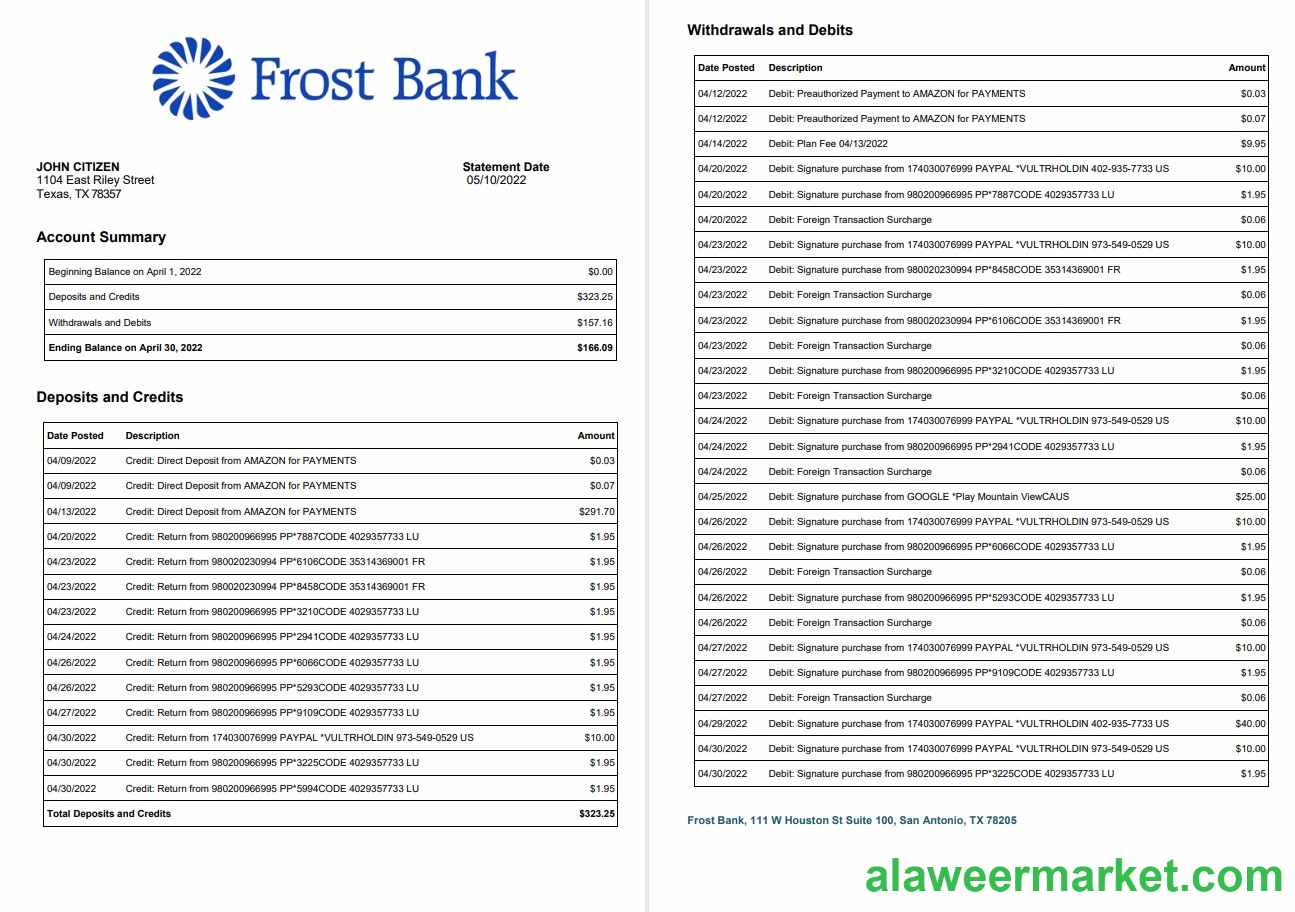 Frost Bank
JOHN CITIZEN
1104 East Riley Street
Texas, TX 78357
Statement Date
05/10/2022
Account Summary
Beginning Balance on April 1, 2022 $0.00
Deposits and Credits $323.25
Withdrawals and Debits $157.16
Ending Balance on April 30, 2022 $166.09
Deposits and Credits
Date Posted Description Amount
04/09/2022 Credit: Direct Deposit from AMAZON for PAYMENTS $0.03
04/09/2022 Credit: Direct Deposit from AMAZON for PAYMENTS $0.07
04/13/2022 Credit: Direct Deposit from AMAZON for PAYMENTS $291.70
04/20/2022 Credit: Return from 980200966995 PP*7887CODE 4029357733 LU $1.95
04/23/2022 Credit: Return from 980020230994 PP*6106CODE 35314369001 FR $1.95
04/23/2022 Credit: Return from 980020230994 PP*8458CODE 35314369001 FR $1.95
04/23/2022 Credit: Return from 980200966995 PP*3210CODE 4029357733 LU $1.95
04/24/2022 Credit: Return from 980200966995 PP*2941CODE 4029357733 LU $1.95
04/26/2022 Credit: Return from 980200966995 PP*6066CODE 4029357733 LU $1.95
04/26/2022 Credit: Return from 980200966995 PP*5293CODE 4029357733 LU $1.95
04/27/2022 Credit: Return from 980200966995 PP*9109CODE 4029357733 LU $1.95
04/30/2022 Credit: Return from 174030076999 PAYPAL *VULTRHOLDIN 973-549-0529 US $10.00
04/30/2022 Credit: Return from 980200966995 PP*3225CODE 4029357733 LU $1.95
04/30/2022 Credit: Return from 980200966995 PP*5994CODE 4029357733 LU $1.95
Total Deposits and Credits $323.25
Withdrawals and Debits
Date Posted Description Amount
04/12/2022 Debit: Preauthorized Payment to AMAZON for PAYMENTS $0.03
04/12/2022 Debit: Preauthorized Payment to AMAZON for PAYMENTS $0.07
04/14/2022 Debit: Plan Fee 04/13/2022 $9.95
04/20/2022 Debit: Signature purchase from 174030076999 PAYPAL *VULTRHOLDIN 402-935-7733 US $10.00
04/20/2022 Debit: Signature purchase from 980200966995 PP*7887CODE 4029357733 LU $1.95
04/20/2022 Debit: Foreign Transaction Surcharge $0.06
04/23/2022 Debit: Signature purchase from 174030076999 PAYPAL *VULTRHOLDIN 973-549-0529 US $10.00
04/23/2022 Debit: Signature purchase from 980020230994 PP*8458CODE 35314369001 FR $1.95
04/23/2022 Debit: Foreign Transaction Surcharge $0.06
04/23/2022 Debit: Signature purchase from 980020230994 PP*6106CODE 35314369001 FR $1.95
04/23/2022 Debit: Foreign Transaction Surcharge $0.06
04/23/2022 Debit: Signature purchase from 980200966995 PP*3210CODE 4029357733 LU $1.95
04/23/2022 Debit: Foreign Transaction Surcharge $0.06
04/24/2022 Debit: Signature purchase from 174030076999 PAYPAL *VULTRHOLDIN 973-549-0529 US $10.00
04/24/2022 Debit: Signature purchase from 980200966995 PP*2941CODE 4029357733 LU $1.95
04/24/2022 Debit: Foreign Transaction Surcharge $0.06
04/25/2022 Debit: Signature purchase from GOOGLE *Play Mountain ViewCAUS $25.00
04/26/2022 Debit: Signature purchase from 174030076999 PAYPAL *VULTRHOLDIN 973-549-0529 US $10.00
04/26/2022 Debit: Signature purchase from 980200966995 PP*6066CODE 4029357733 LU $1.95
04/26/2022 Debit: Foreign Transaction Surcharge $0.06
04/26/2022 Debit: Signature purchase from 980200966995 PP*5293CODE 4029357733 LU $1.95
04/26/2022 Debit: Foreign Transaction Surcharge $0.06
04/27/2022 Debit: Signature purchase from 174030076999 PAYPAL *VULTRHOLDIN 973-549-0529 US $10.00
04/27/2022 Debit: Signature purchase from 980200966995 PP*9109CODE 4029357733 LU $1.95
04/27/2022 Debit: Foreign Transaction Surcharge $0.06
04/29/2022 Debit: Signature purchase from 174030076999 PAYPAL *VULTRHOLDIN 402-935-7733 US $40.00
04/30/2022 Debit: Signature purchase from 174030076999 PAYPAL *VULTRHOLDIN 973-549-0529 US $10.00
04/30/2022 Debit: Signature purchase from 980200966995 PP*3225CODE 4029357733 LU $1.95
Frost Bank, 111 W Houston St Suite 100, San Antonio, TX 78205
alaweermarket.com